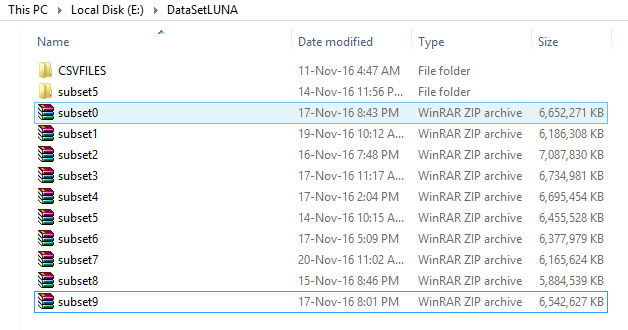 This PC > Local Disk (E:) > DataSetLUNA
Name Date modified Type Size
CSVFILES 11-Nov-16 4:47 AM File folder
subset5 14-Nov-16 11:56 P... File folder
subset0 17-Nov-16 8:43 PM WinRAR ZIP archive 6,652,271 KB
subset1 19-Nov-16 10:12 A... WinRAR ZIP archive 6,186,308 KB
subset2 16-Nov-16 7:48 PM WinRAR ZIP archive 7,087,830 KB
subset3 17-Nov-16 11:17 A... WinRAR ZIP archive 6,734,981 KB
subset4 17-Nov-16 2:04 PM WinRAR ZIP archive 6,695,454 KB
subset5 14-Nov-16 10:15 A... WinRAR ZIP archive 6,455,528 KB
subset6 17-Nov-16 5:09 PM WinRAR ZIP archive 6,377,979 KB
subset7 20-Nov-16 11:02 A... WinRAR ZIP archive 6,165,624 KB
subset8 15-Nov-16 8:46 PM WinRAR ZIP archive 5,884,539 KB
subset9 17-Nov-16 8:01 PM WinRAR ZIP archive 6,542,627 KB